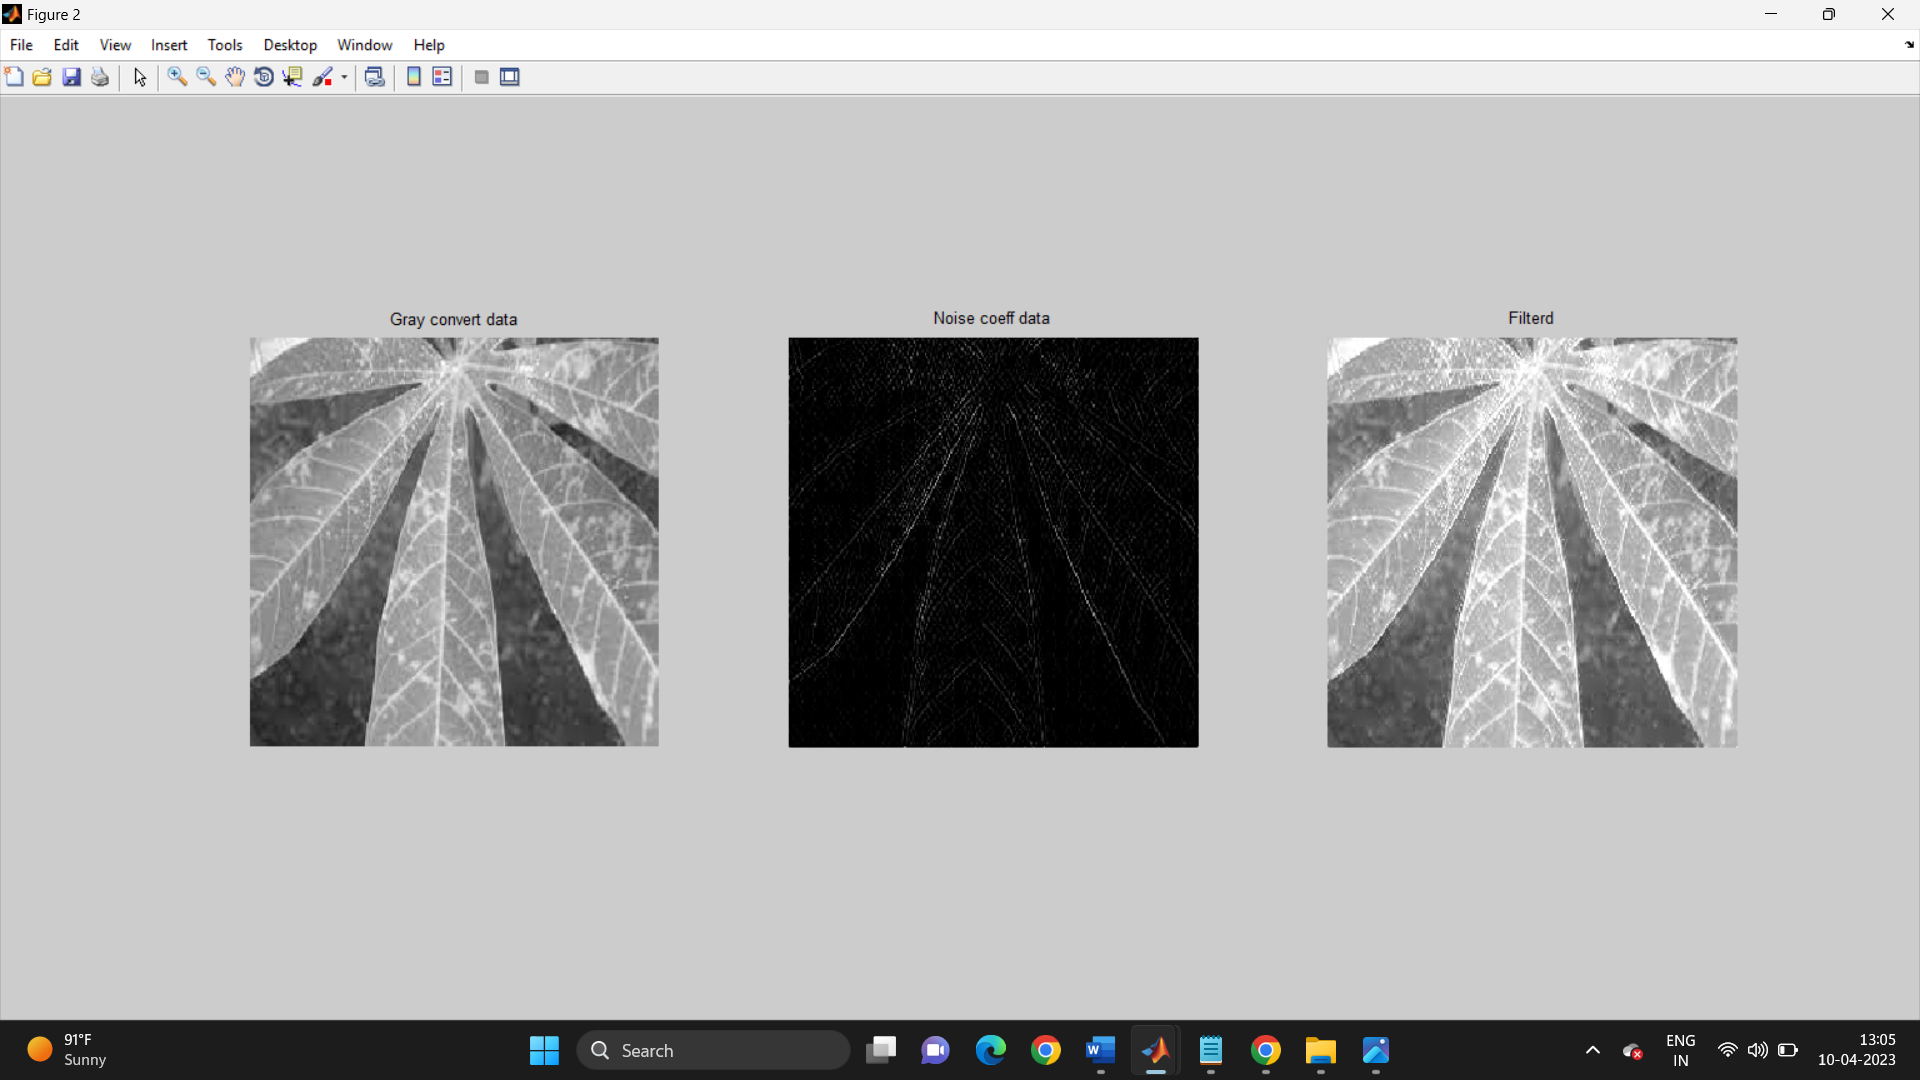 Figure 2
File Edit View Insert Tools Desktop Window Help
Gray convert data
Noise coeff data
Filterd
91°F
Sunny
Search
W
ENG
IN
13:05
10-04-2023